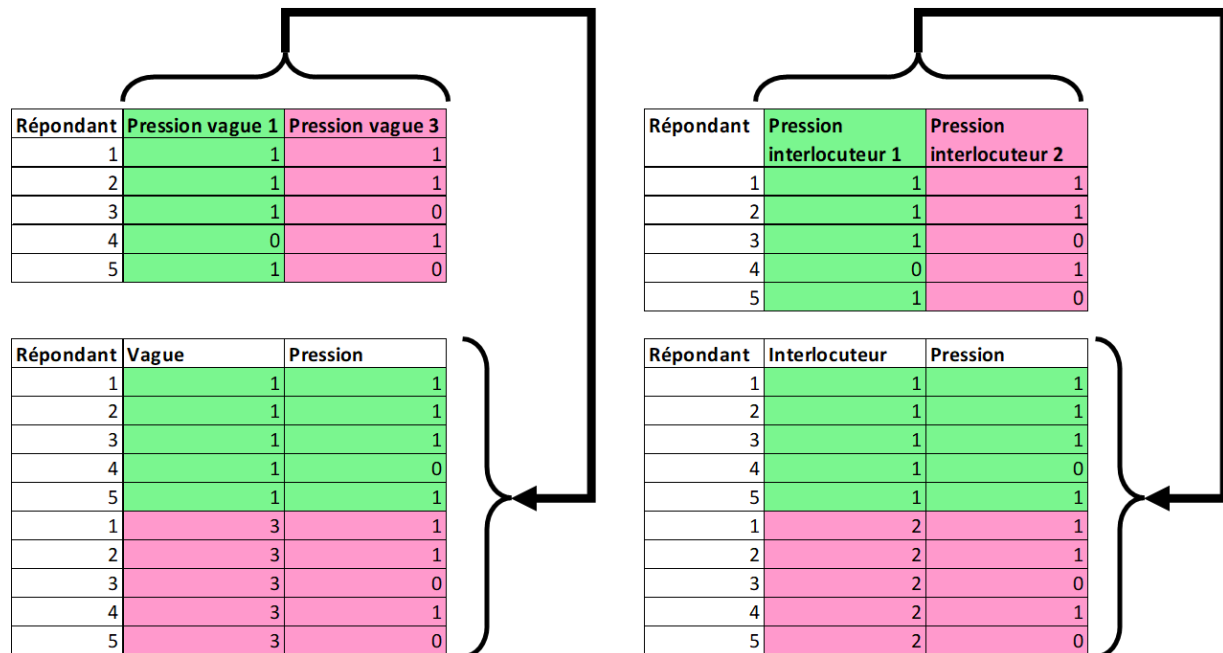 Répondant Pression vague 1 Pression vague 3
1 1 1
2 1 1
3 1 0
4 0 1
5 1 0
Répondant Vague Pression
1 1 1
2 1 1
3 1 1
4 1 0
5 1 1
1 3 1
2 3 1
3 3 0
4 3 1
5 3 0
Répondant Pression Pression
interlocuteur 1 interlocuteur 2
1 1 1
2 1 1
3 1 0
4 0 1
5 1 0
Répondant Interlocuteur Pression
1 1 1
2 1 1
3 1 1
4 1 0
5 1 1
1 2 1
2 2 1
3 2 0
4 2 1
5 2 0